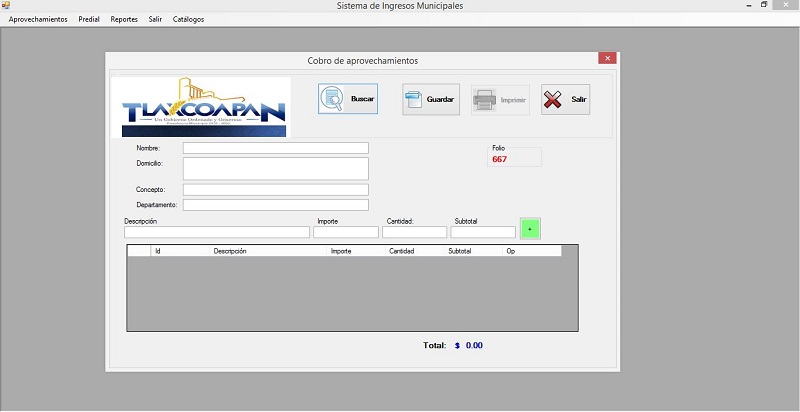 Sistema de Ingresos Municipales
Aprovechamientos Predial Reportes Salir Catálogos
Cobro de aprovechamientos
TLAXCOAPAN
Un Gobierno Ordenado y Generoso
Buscar Guardar Imprimir Salir
Nombre:
Folio
667
Domicilio:
Concepto:
Departamento:
Descripción Importe Cantidad: Subtotal
+
Id Descripción Importe Cantidad Subtotal Op
Total: $ 0.00